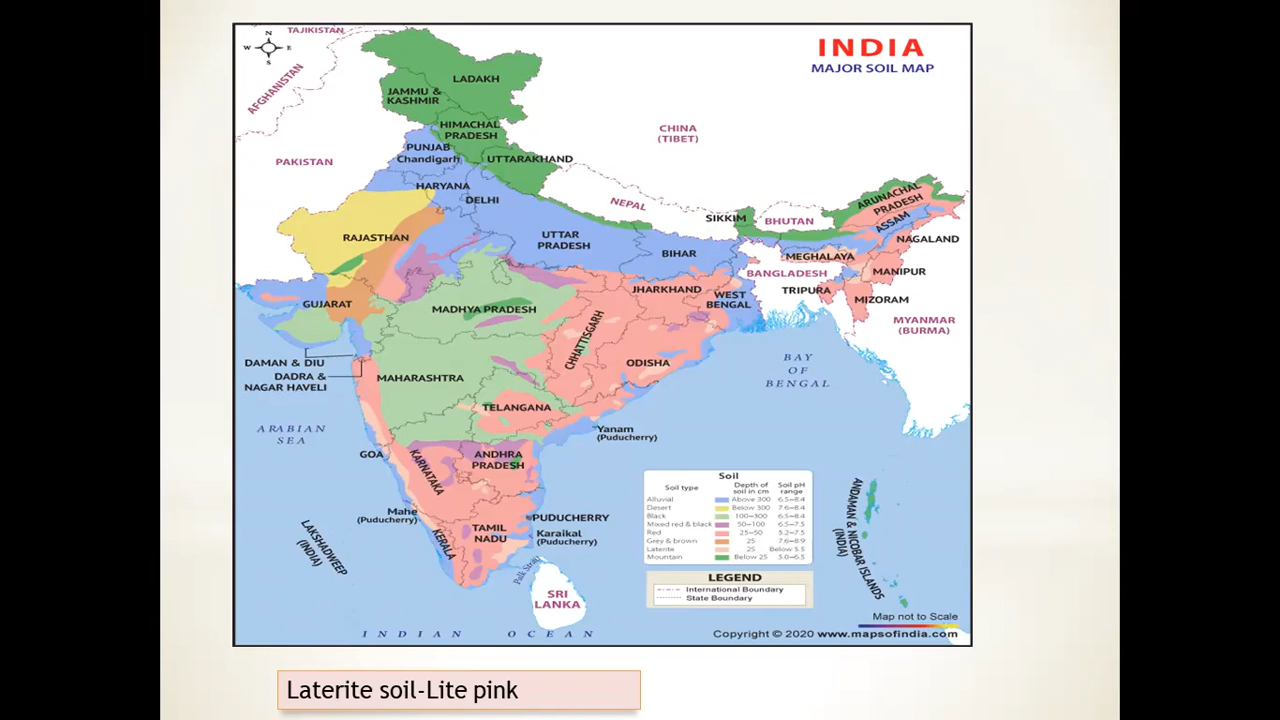 TAJIKISTAN
N
W E
S
INDIA
MAJOR SOIL MAP
AFGHANISTAN
LADAKH
JAMMU &
KASHMIR
HIMACHAL
PRADESH
CHINA
(TIBET)
PUNJAB
Chandigarh
UTTARAKHAND
PAKISTAN
HARYANA
DELHI
NEPAL
SIKKIM
BHUTAN
ARUNACHAL
PRADESH
ASSAM
RAJASTHAN
UTTAR
PRADESH
BIHAR
NAGALAND
MEGHALAYA
BANGLADESH
MANIPUR
GUJARAT
MADHYA PRADESH
JHARKHAND
WEST
BENGAL
TRIPURA
MIZORAM
MYANMAR
(BURMA)
CHHATTISGARH
DAMAN & DIU
DADRA &
NAGAR HAVELI
MAHARASHTRA
ODISHA
BAY
OF
BENGAL
TELANGANA
ARABIAN
SEA
Yanam
(Puducherry)
GOA
KARNATAKA
ANDHRA
PRADESH
Soil
Soil type Depth of soil in cm Soil pH range
Alluvial Above 300 6.5-8.4
Desert Below 300 7.6-8.4
Black 100-300 6.5-8.4
Mixed red & black 50-100 6.5-7.5
Red 25-50 5.2-7.5
Grey & brown 25 7.6-8.9
Laterite 25 Below 5.5
Mountain Below 25 5.0-6.5
ANDAMAN & NICOBAR ISLANDS
(INDIA)
Mahe
(Puducherry)
PUDUCHERRY
TAMIL
NADU
Karaikal
(Puducherry)
KERALA
LAKSHADWEEP
(INDIA)
Palk Strait
SRI
LANKA
LEGEND
International Boundary
State Boundary
Map not to Scale
INDIAN OCEAN
Copyright © 2020 www.mapsofindia.com
Laterite soil-Lite pink